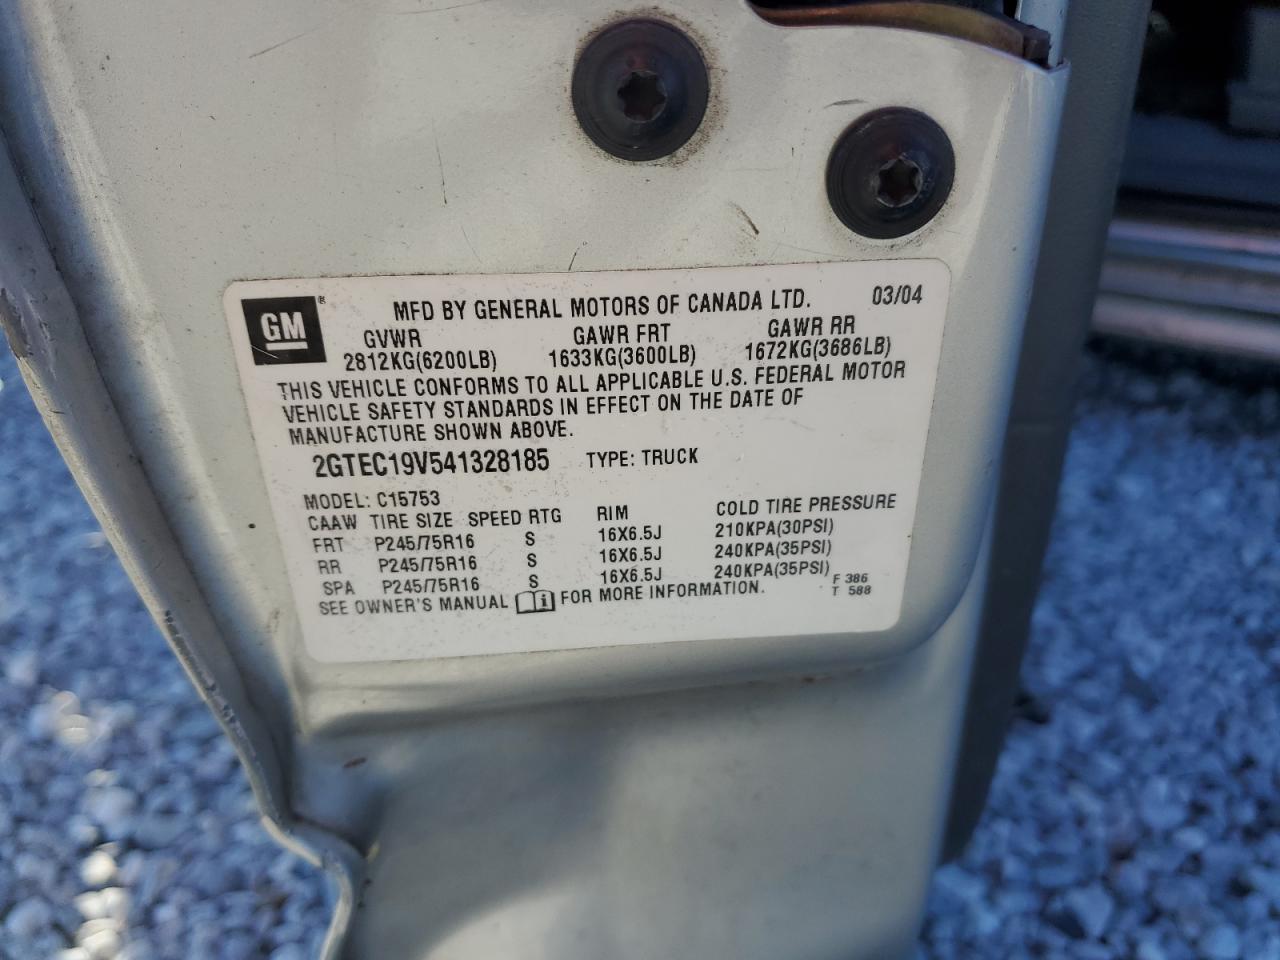 GM ® MFD BY GENERAL MOTORS OF CANADA LTD. 03/04
GVWR GAWR FRT GAWR RR
2812KG(6200LB) 1633KG(3600LB) 1672KG(3686LB)
THIS VEHICLE CONFORMS TO ALL APPLICABLE U.S. FEDERAL MOTOR
VEHICLE SAFETY STANDARDS IN EFFECT ON THE DATE OF
MANUFACTURE SHOWN ABOVE.
2GTEC19V541328185 TYPE: TRUCK
MODEL: C15753
CAAW TIRE SIZE SPEED RTG RIM COLD TIRE PRESSURE
FRT P245/75R16 S 16X6.5J 210KPA(30PSI)
RR P245/75R16 S 16X6.5J 240KPA(35PSI)
SPA P245/75R16 S 16X6.5J 240KPA(35PSI)
SEE OWNER'S MANUAL FOR MORE INFORMATION.
F 386
T 588